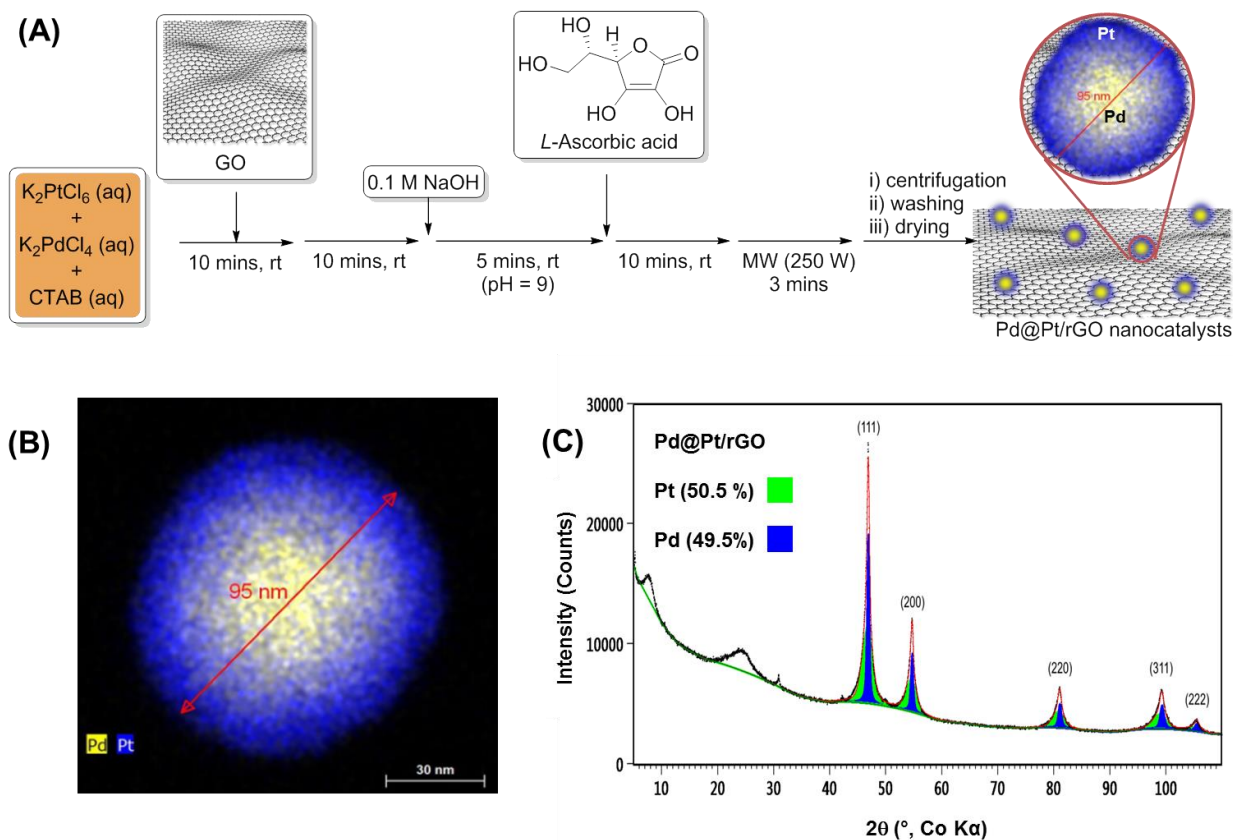 (A)
K₂PtCl₆ (aq)
+
K₂PdCl₄ (aq)
+
CTAB (aq)
GO
10 mins, rt
10 mins, rt
0.1 M NaOH
5 mins, rt
(pH = 9)
HO
HO
H
O
O
HO
OH
L-Ascorbic acid
10 mins, rt
MW (250 W)
3 mins
i) centrifugation
ii) washing
iii) drying
Pt
95 nm
Pd
Pd@Pt/rGO nanocatalysts
(B)
95 nm
Pd Pt
30 nm
(C)
Pd@Pt/rGO
Pt (50.5 %)
Pd (49.5%)
(111)
(200)
(220)
(311)
(222)
Intensity (Counts)
30000
20000
10000
0
10 20 30 40 50 60 70 80 90 100
2θ (°, Co Kα)